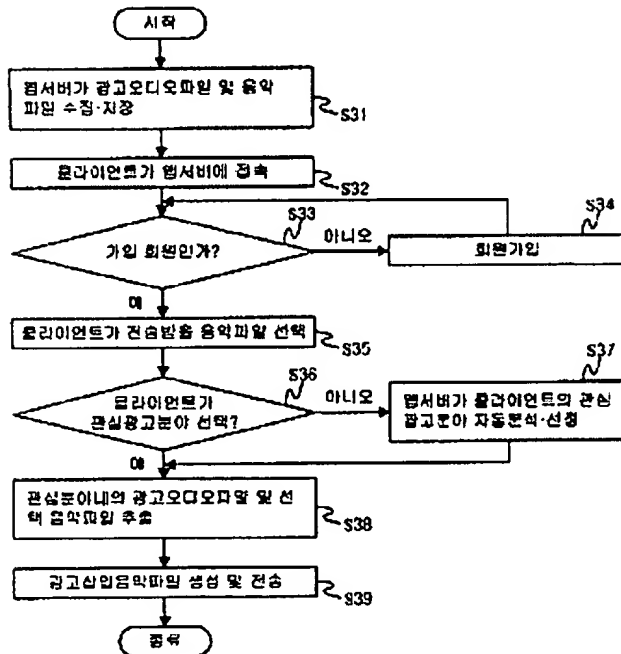 시작
웹서버가 광고오디오파일 및 음악
파일 수집·저장
S31
클라이언트가 웹서버에 접속
S32
S33
가입 회원인가?
아니오
S34
회원가입
예
클라이언트가 전송받을 음악파일 선택
S35
S36
클라이언트가
관심광고분야 선택?
아니오
S37
웹서버가 클라이언트의 관심
광고분야 자동분석·선정
예
관심분야내의 광고오디오파일 및 선
택 음악파일 추출
S38
광고삽입음악파일 생성 및 전송
S39
종료